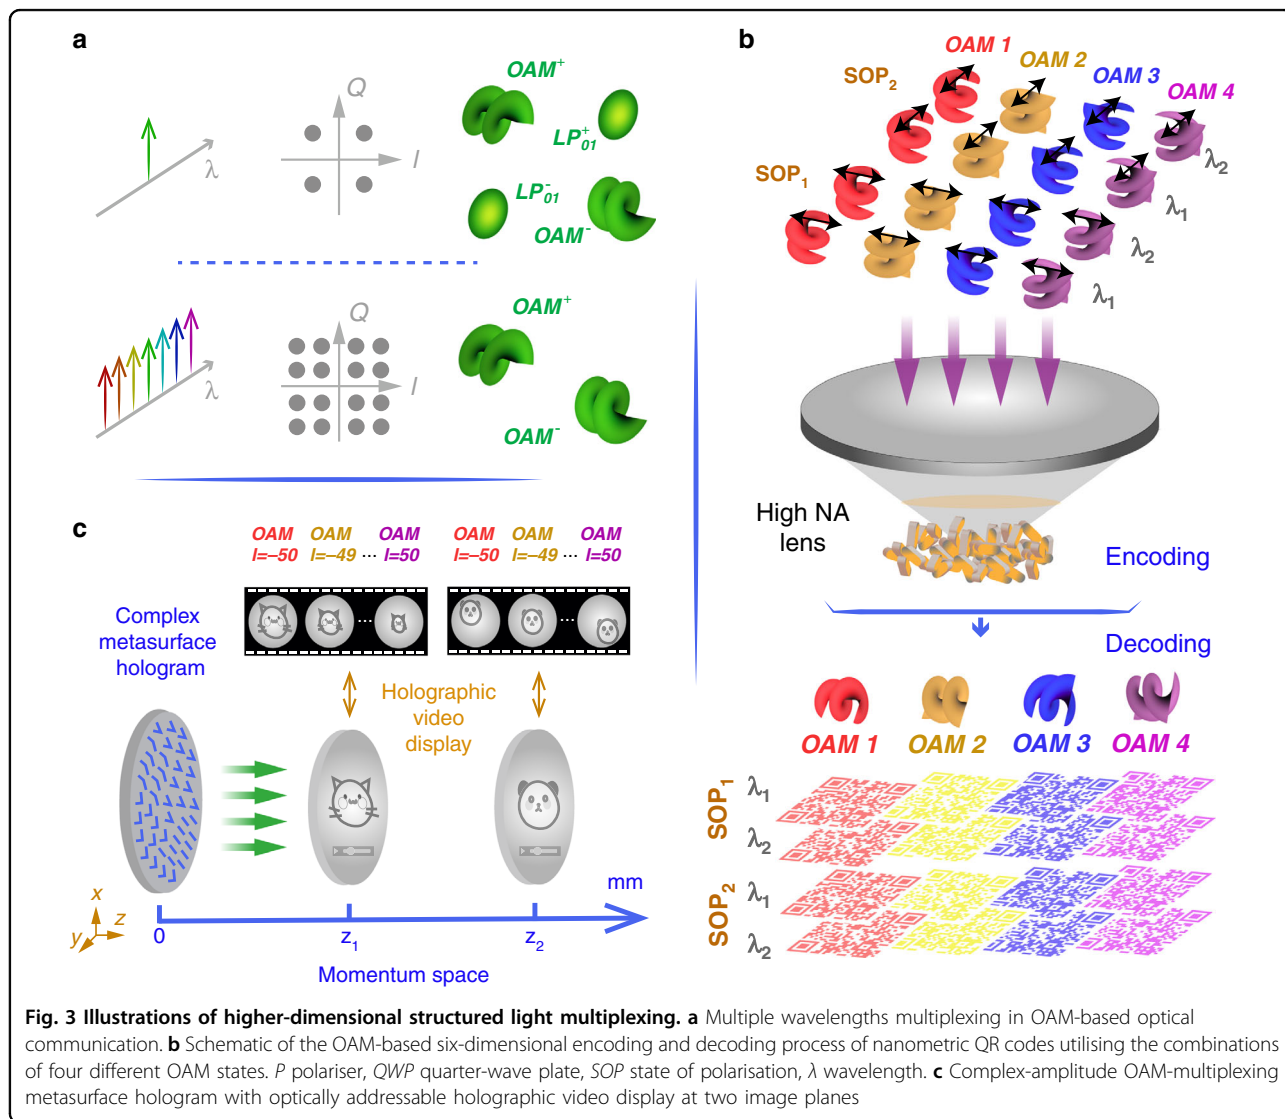 a
λ
Q
I
OAM+
LP01+
LP01-
OAM-
λ
Q
I
OAM+
OAM-
b
OAM 1
OAM 2
OAM 3
OAM 4
SOP2
SOP1
λ2
λ1
λ2
λ1
High NA
lens
Encoding
Decoding
OAM 1 OAM 2 OAM 3 OAM 4
SOP1
λ1
λ2
SOP2
λ1
λ2
c
OAM OAM OAM
l=–50 l=–49 ··· l=50
OAM OAM OAM
l=–50 l=–49 ··· l=50
Complex
metasurface
hologram
···
···
Holographic
video
display
x
y
z
0
z1
z2
mm
Momentum space
Fig. 3 Illustrations of higher-dimensional structured light multiplexing. a Multiple wavelengths multiplexing in OAM-based optical
communication. b Schematic of the OAM-based six-dimensional encoding and decoding process of nanometric QR codes utilising the combinations
of four different OAM states. P polariser, QWP quarter-wave plate, SOP state of polarisation, λ wavelength. c Complex-amplitude OAM-multiplexing
metasurface hologram with optically addressable holographic video display at two image planes